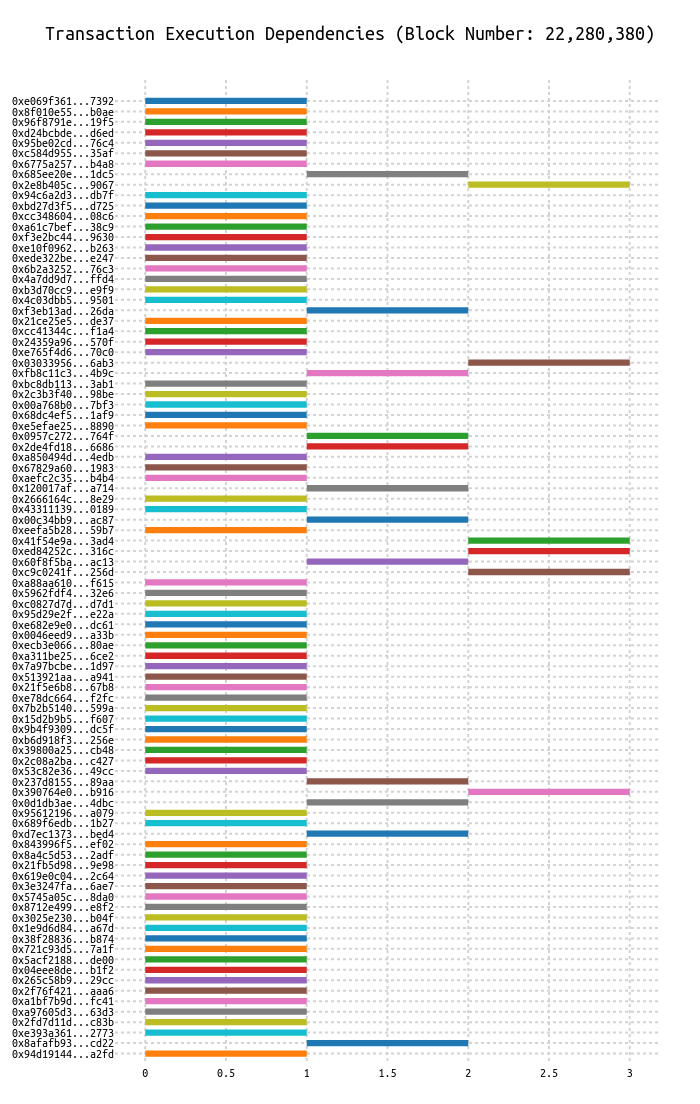 Transaction Execution Dependencies (Block Number: 22,280,380)
0xe069f361...7392
0x8f010e55...b0ae
0x96f8791e...19f5
0xd24bcbde...d6ed
0x95be02cd...76c4
0xc584d955...35af
0x6775a257...b4a8
0x685ee20e...1dc5
0x2e8b405c...9067
0x94c6a2d3...db7f
0xbd27d3f5...d725
0xcc348604...08c6
0xa61c7bef...38c9
0xf3e2bc44...9630
0xe10f0962...b263
0xede322be...e247
0x6b2a3252...76c3
0x4a7dd9d7...ffd4
0xb3d70cc9...e9f9
0x4c03dbb5...9501
0xf3eb13ad...26da
0x21ce25e5...de37
0xcc41344c...f1a4
0x24359a96...570f
0xe765f4d6...70c0
0x03033956...6ab3
0xfb8c11c3...4b9c
0xbc8db113...3ab1
0x2c3b3f40...98be
0x00a768b0...7bf3
0x68dc4ef5...1af9
0xe5efae25...8890
0x0957c272...764f
0x2de4fd18...6686
0xa850494d...4edb
0x67829a60...1983
0xaefc2c35...b4b4
0x120017af...a714
0x2666164c...8e29
0x43311139...0189
0x00c34bb9...ac87
0xeefa5b28...59b7
0x41f54e9a...3ad4
0xed84252c...316c
0x60f8f5ba...ac13
0xc9c0241f...256d
0xa88aa610...f615
0x5962fdf4...32e6
0xc0827d7d...d7d1
0x95d29e2f...e22a
0xe682e9e0...dc61
0x0046eed9...a33b
0xecb3e066...80ae
0xa311be25...6ce2
0x7a97bcbe...1d97
0x513921aa...a941
0x21f5e6b8...67b8
0xe78dc664...f2fc
0x7b2b5140...599a
0x15d2b9b5...f607
0x9b4f9309...dc5f
0xb6d918f3...256e
0x39800a25...cb48
0x2c08a2ba...c427
0x53c82e36...49cc
0x237d8155...89aa
0x390764e0...b916
0x0d1db3ae...4dbc
0x95612196...a079
0x689f6edb...1b27
0xd7ec1373...bed4
0x843996f5...ef02
0x8a4c5d53...2adf
0x21fb5d98...9e98
0x619e0c04...2c64
0x3e3247fa...6ae7
0x5745a05c...8da0
0x8712e499...e8f2
0x3025e230...b04f
0x1e9d6d84...a67d
0x38f28836...b874
0x721c93d5...7a1f
0x5acf2188...de00
0x04eee8de...b1f2
0x265c58b9...29cc
0x2f76f421...aaa6
0xa1bf7b9d...fc41
0xa97605d3...63d3
0x2fd7d11d...c83b
0xe393a361...2773
0x8afafb93...cd22
0x94d19144...a2fd
0 0.5 1 1.5 2 2.5 3